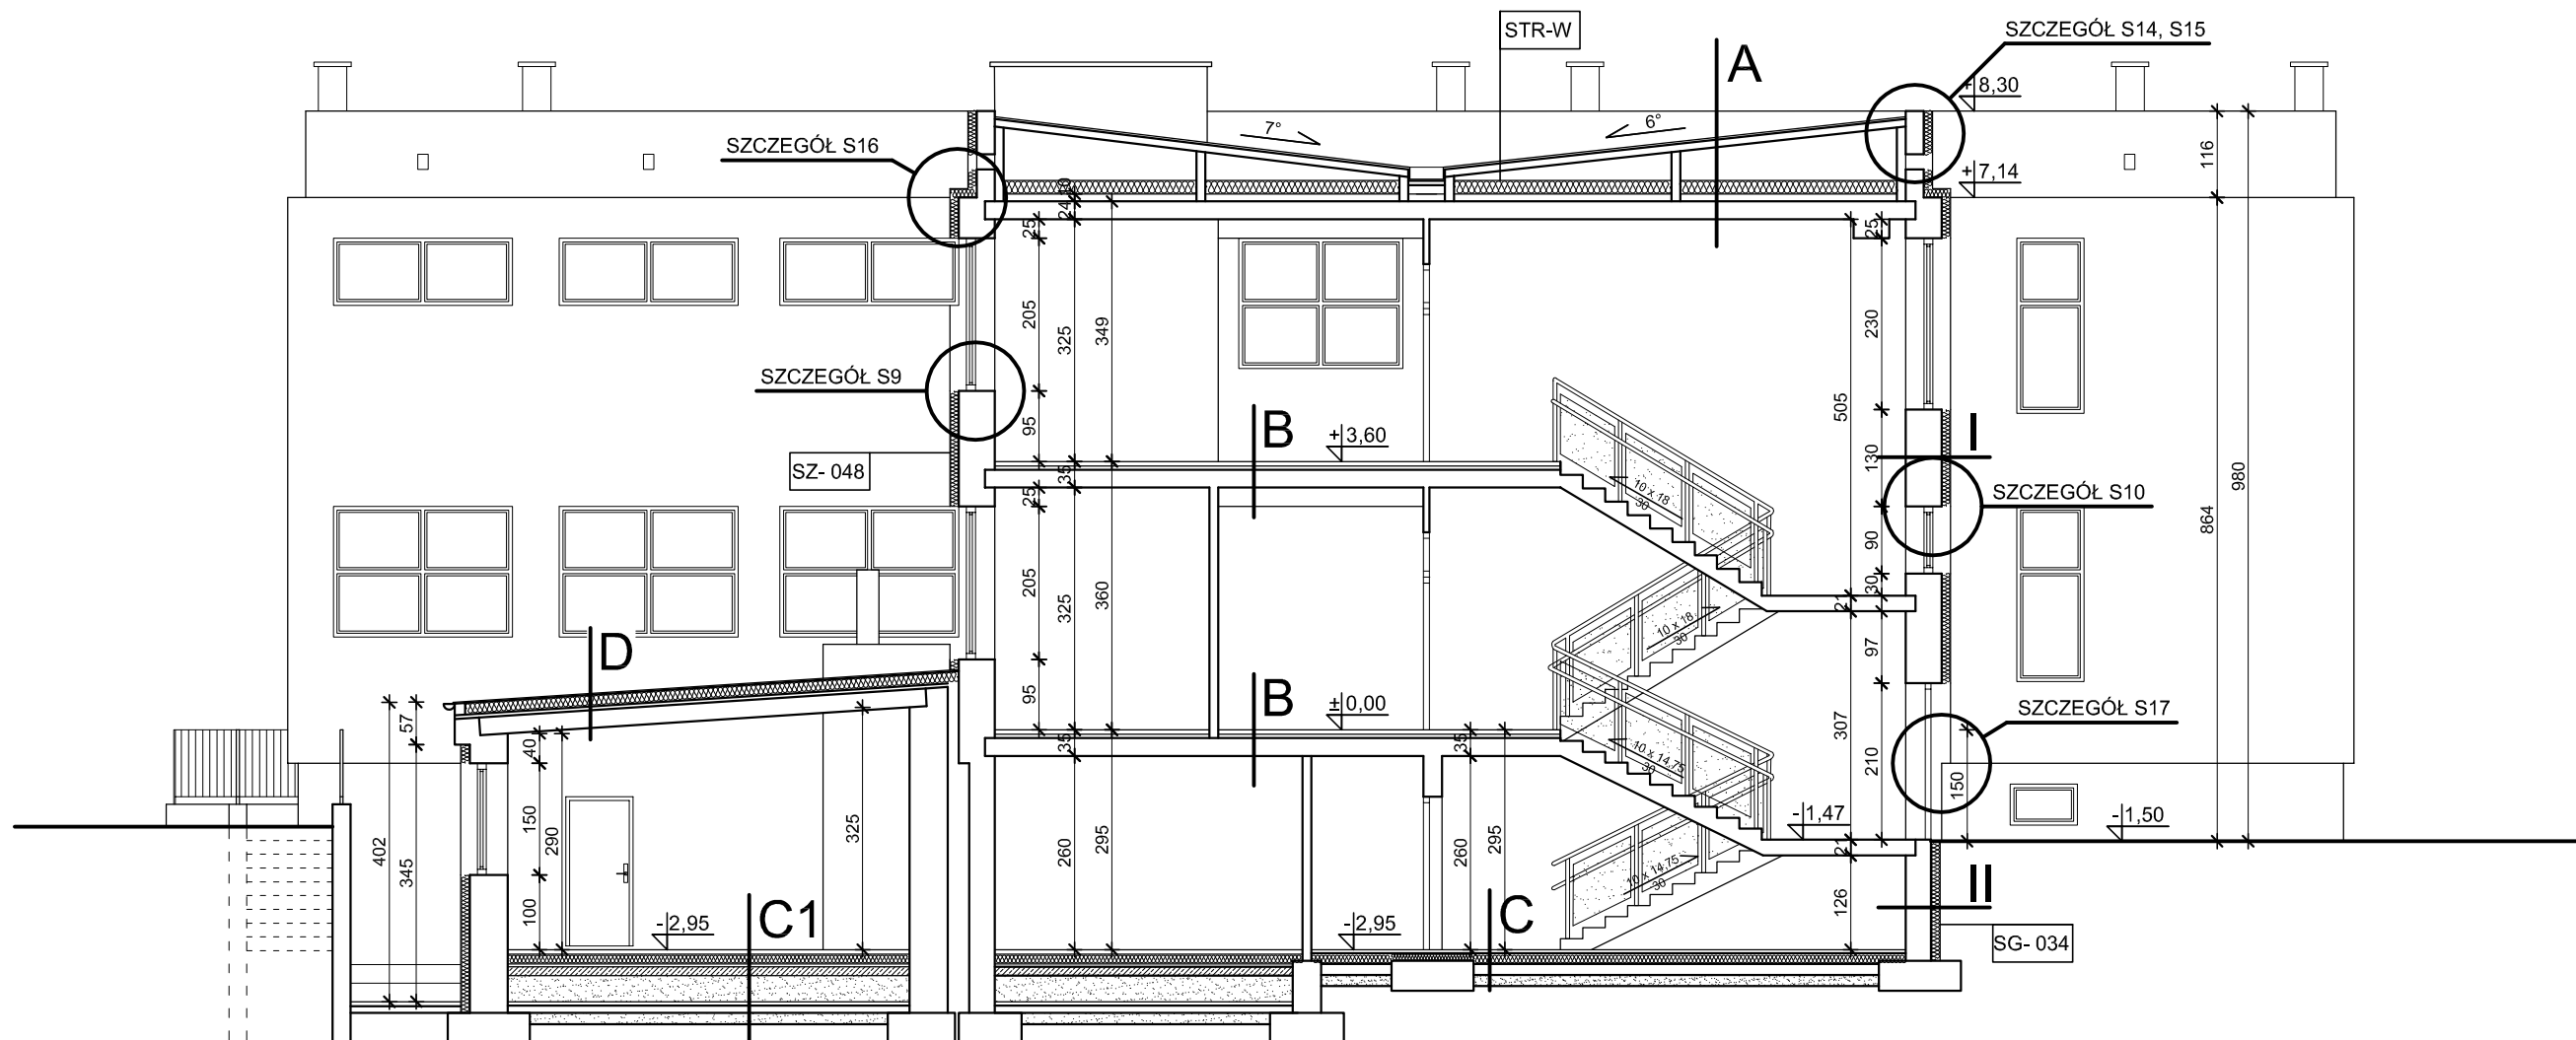 STR-W
A
SZCZEGÓŁ S14, S15
+8,30
SZCZEGÓŁ S16
7°
6°
+7,14
116
10
24
25
25
205
325
349
230
505
SZCZEGÓŁ S9
95
B
+3,60
I
130
980
SZ- 048
35
25
10 x 18
30
SZCZEGÓŁ S10
864
90
205
325
360
30
21
10 x 18
30
D
97
95
B
±0,00
307
SZCZEGÓŁ S17
57
40
35
35
10 x 14,75
30
210
150
402
345
150
290
325
260
295
260
295
-1,47
-1,50
21
10 x 14,75
30
126
II
100
-2,95
C1
-2,95
C
SG- 034